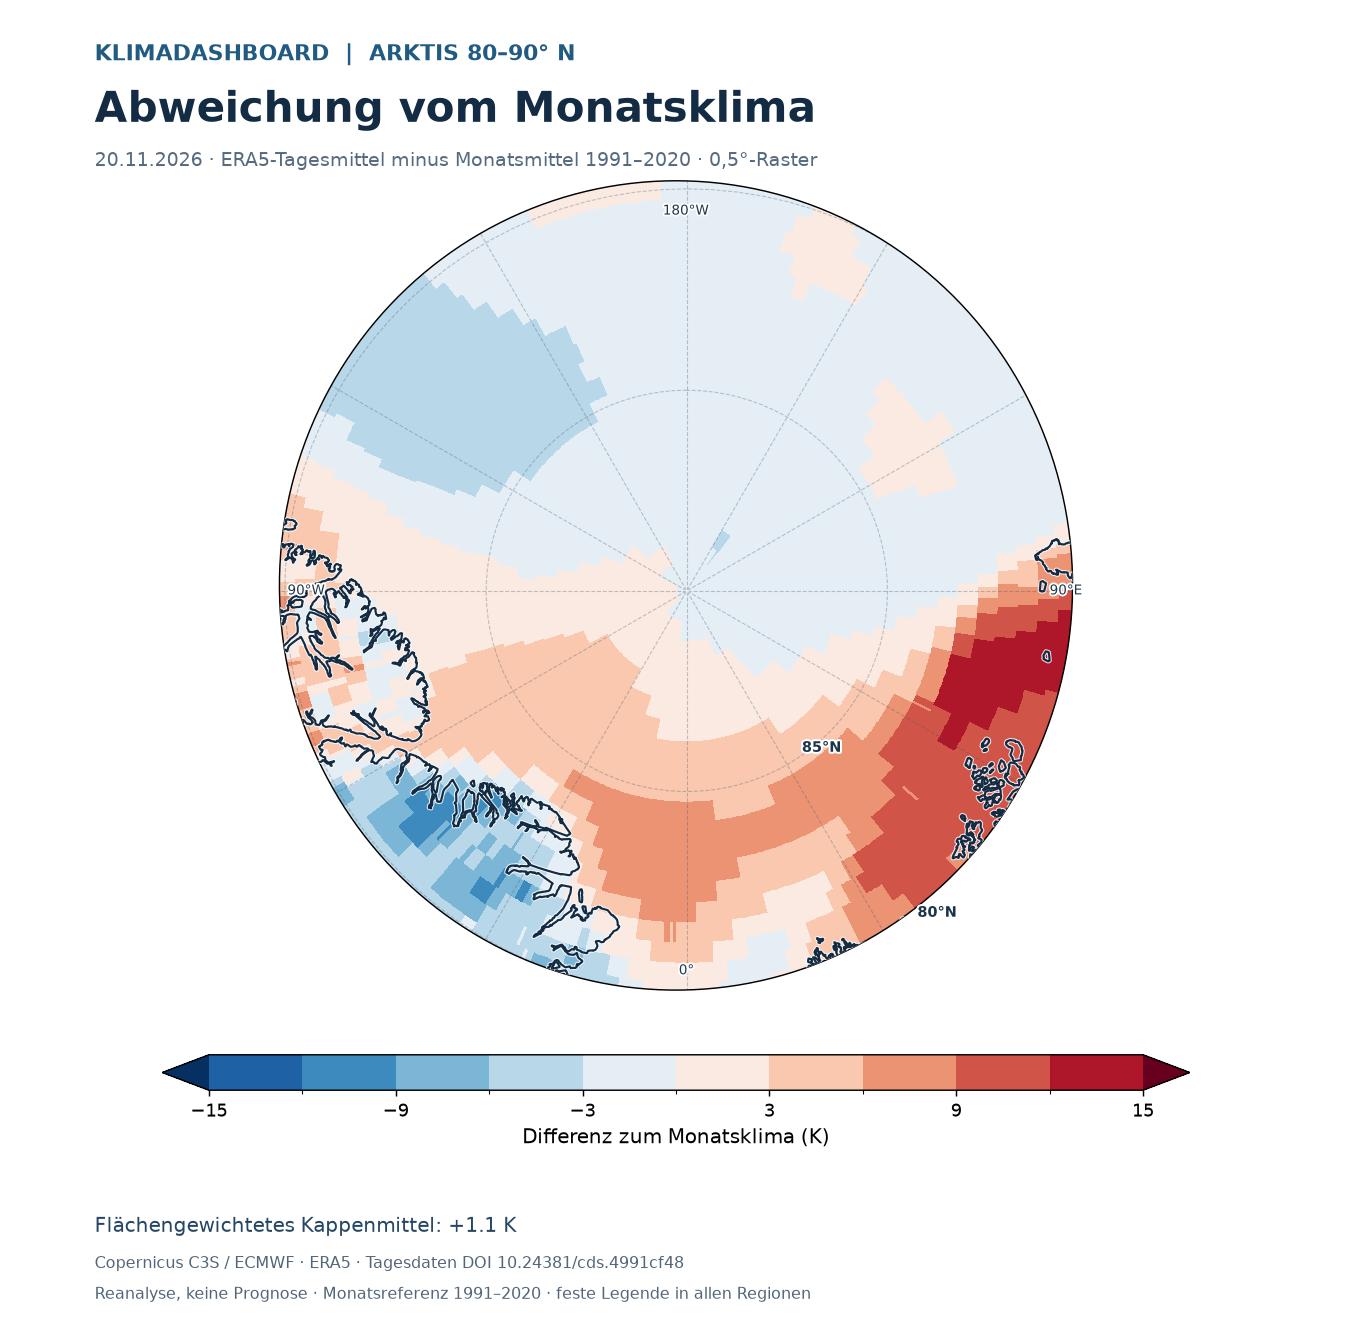 KLIMADASHBOARD | ARKTIS 80–90° N
Abweichung vom Monatsklima
20.11.2026 · ERA5-Tagesmittel minus Monatsmittel 1991–2020 · 0,5°-Raster
180°W
90°W
90°E
85°N
80°N
0°
−15 −9 −3 3 9 15
Differenz zum Monatsklima (K)
Flächengewichtetes Kappenmittel: +1.1 K
Copernicus C3S / ECMWF · ERA5 · Tagesdaten DOI 10.24381/cds.4991cf48
Reanalyse, keine Prognose · Monatsreferenz 1991–2020 · feste Legende in allen Regionen